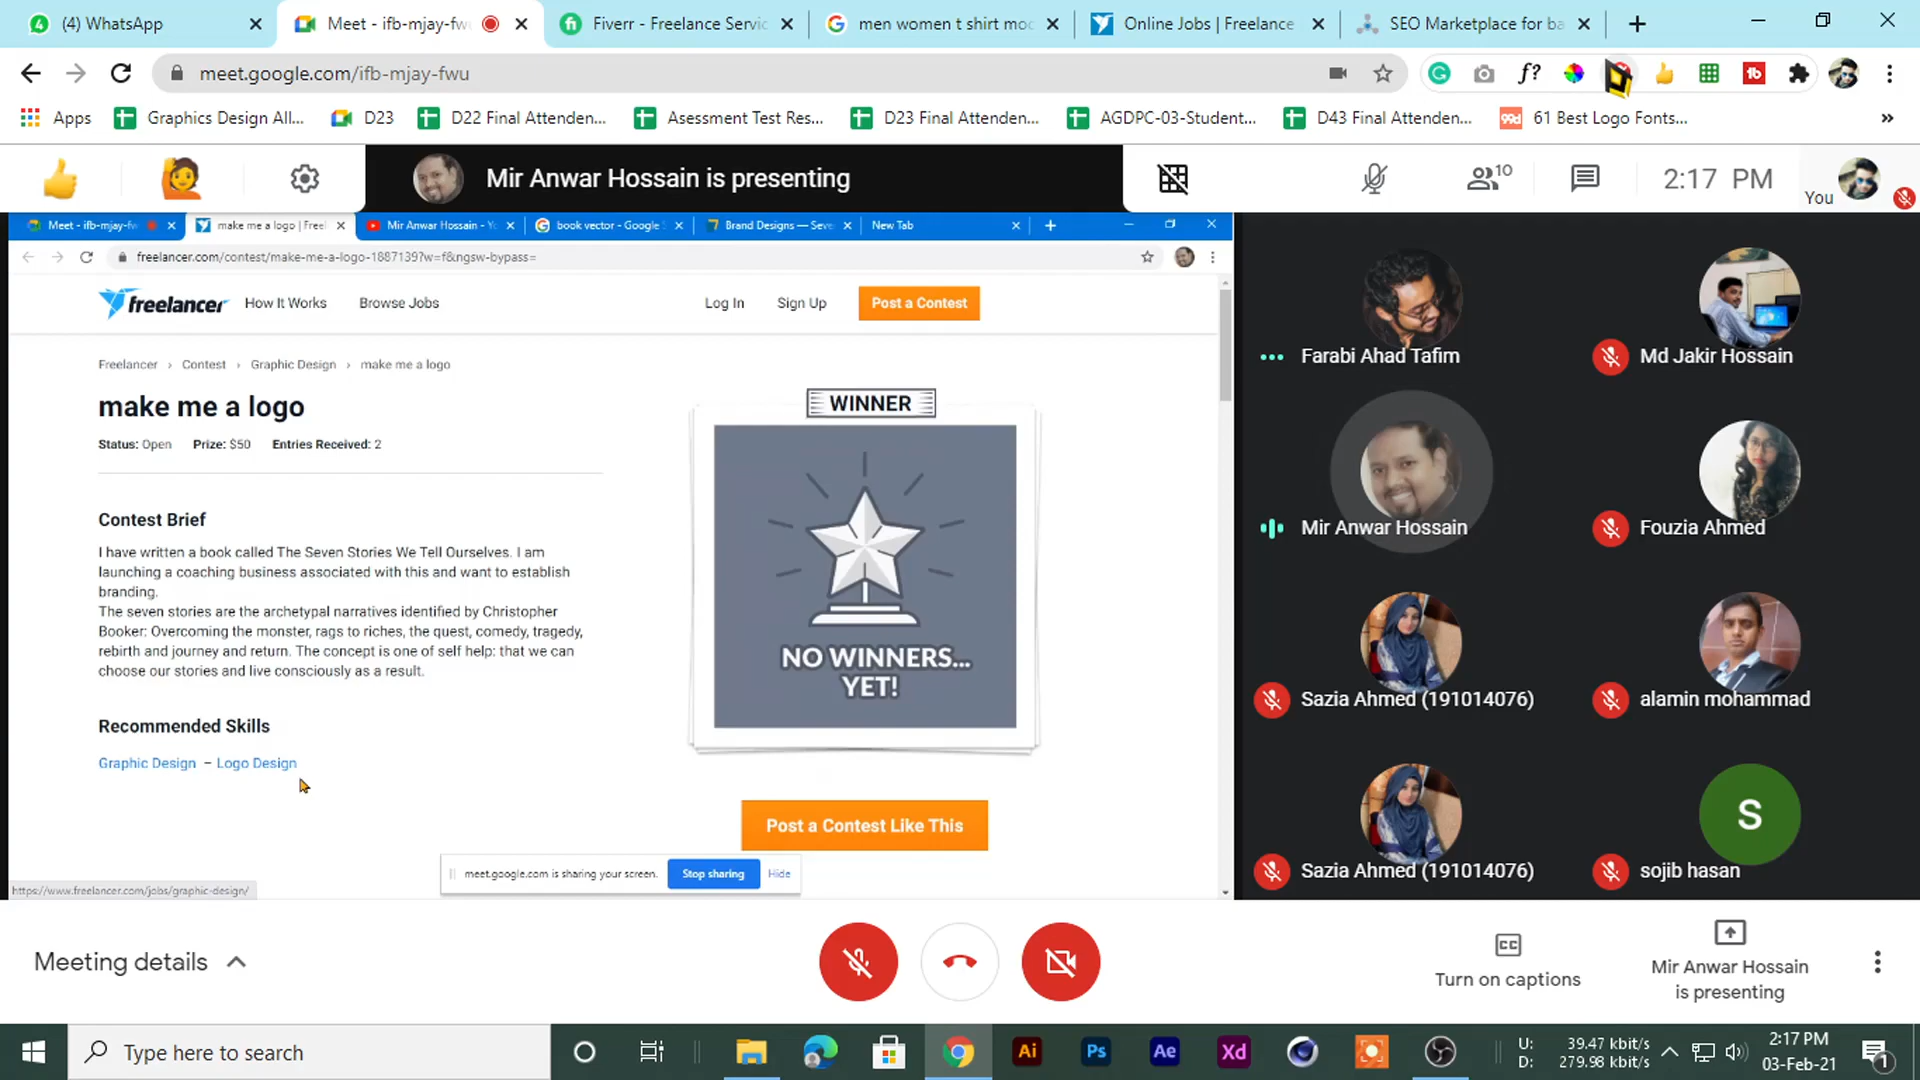 (4) WhatsApp
Meet - ifb-mjay-fwu
Fiverr - Freelance Servic
men women t shirt moc
Online Jobs | Freelance
SEO Marketplace for ba
meet.google.com/ifb-mjay-fwu
f?
Apps
Graphics Design All...
D23
D22 Final Attenden...
Asessment Test Res...
D23 Final Attenden...
AGDPC-03-Student...
D43 Final Attenden...
99d
61 Best Logo Fonts...
»
Mir Anwar Hossain is presenting
10
2:17 PM
You
Meet - ifb-mjay-fw
make me a logo | Freel
Mir Anwar Hossain - Yo
book vector - Google S
Brand Designs — Seve
New Tab
freelancer.com/contest/make-me-a-logo-1887139?w=f&ngsw-bypass=
freelancer
How It Works
Browse Jobs
Log In
Sign Up
Post a Contest
Freelancer › Contest › Graphic Design › make me a logo
make me a logo
Status: Open
Prize: $50
Entries Received: 2
Contest Brief
I have written a book called The Seven Stories We Tell Ourselves. I am
launching a coaching business associated with this and want to establish
branding.
The seven stories are the archetypal narratives identified by Christopher
Booker: Overcoming the monster, rags to riches, the quest, comedy, tragedy,
rebirth and journey and return. The concept is one of self help: that we can
choose our stories and live consciously as a result.
Recommended Skills
Graphic Design – Logo Design
WINNER
NO WINNERS...
YET!
Post a Contest Like This
meet.google.com is sharing your screen.
Stop sharing
Hide
https://www.freelancer.com/jobs/graphic-design/
Farabi Ahad Tafim
Md Jakir Hossain
Mir Anwar Hossain
Fouzia Ahmed
Sazia Ahmed (191014076)
alamin mohammad
S
Sazia Ahmed (191014076)
sojib hasan
Meeting details
CC
Turn on captions
Mir Anwar Hossain
is presenting
Type here to search
Ai
Ps
Ae
Xd
U: 39.47 kbit/s
D: 279.98 kbit/s
2:17 PM
03-Feb-21
1